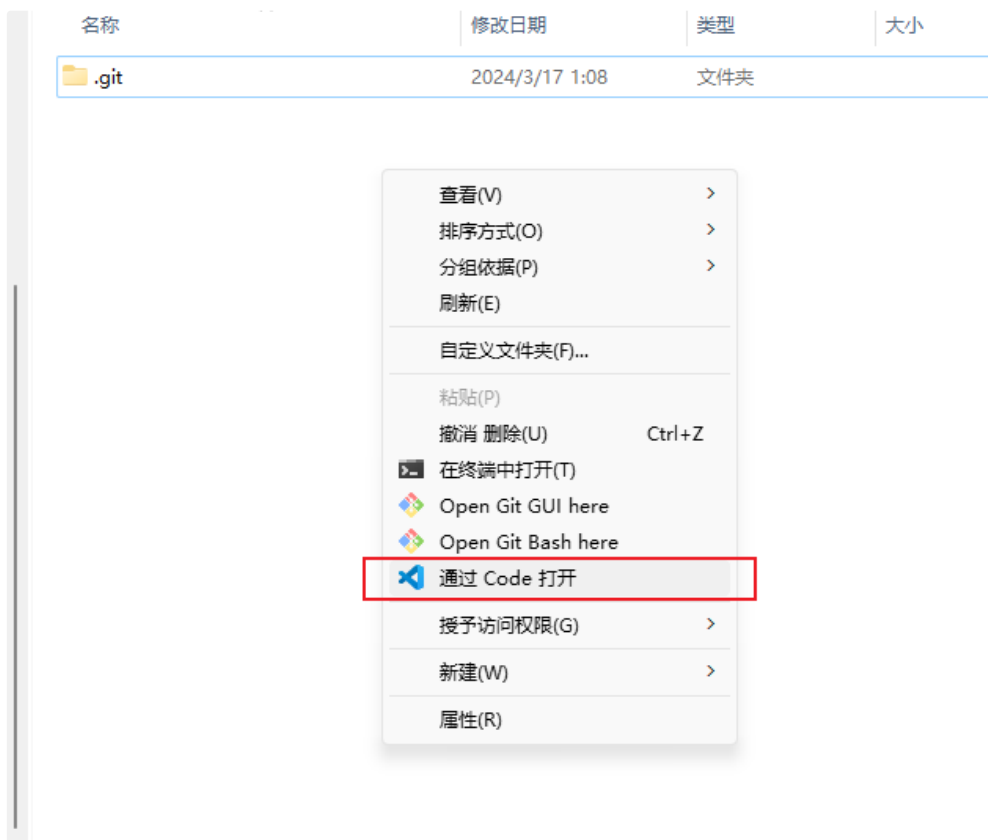 名称 修改日期 类型 大小
.git 2024/3/17 1:08 文件夹
查看(V)
排序方式(O)
分组依据(P)
刷新(E)
自定义文件夹(F)...
粘贴(P)
撤消 删除(U) Ctrl+Z
在终端中打开(T)
Open Git GUI here
Open Git Bash here
通过 Code 打开
授予访问权限(G)
新建(W)
属性(R)